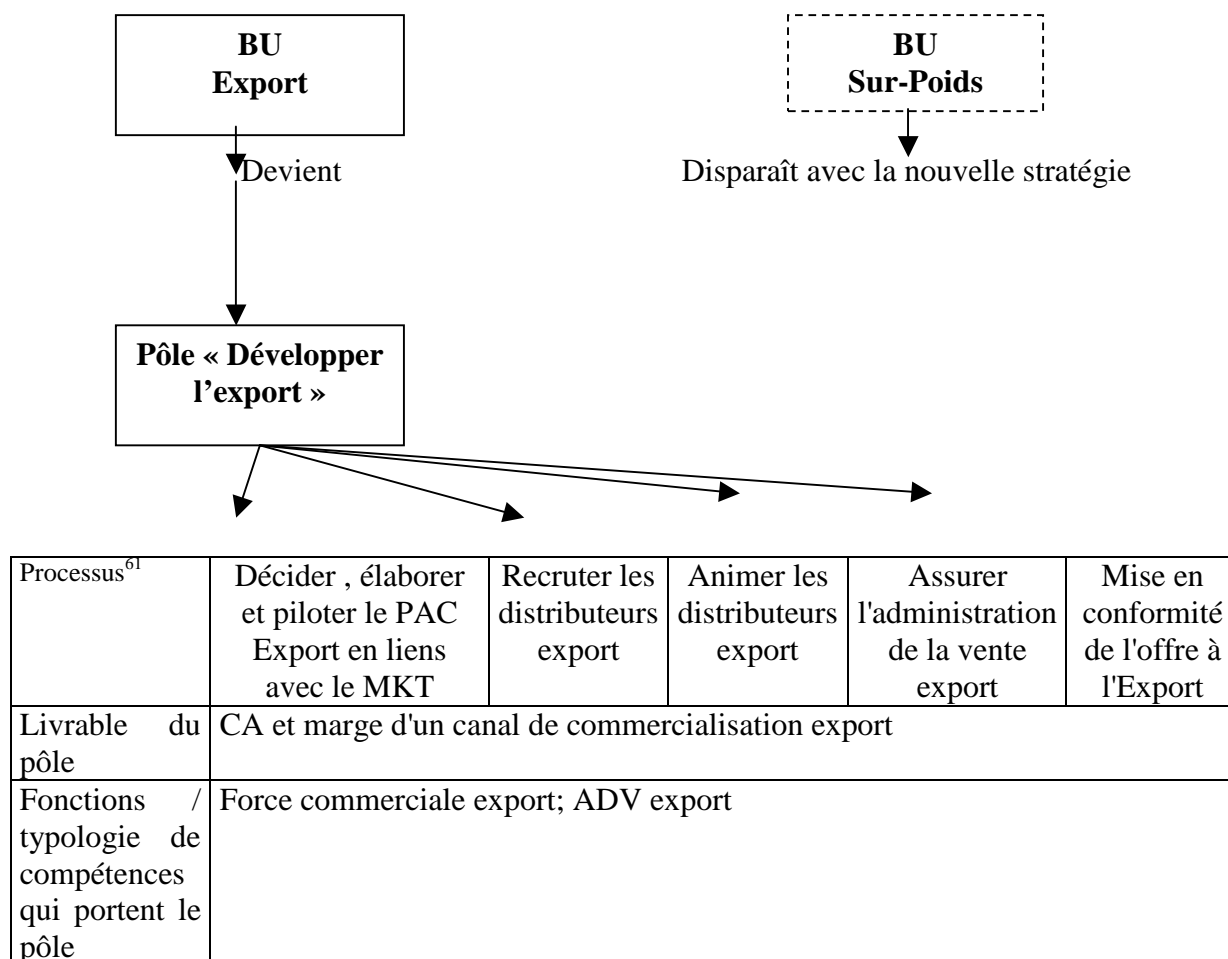 BU
Export
BU
Sur-Poids
Devient
Disparaît avec la nouvelle stratégie
Pôle « Développer
l’export »
Processus61
Décider , élaborer
et piloter le PAC
Export en liens
avec le MKT
Recruter les
distributeurs
export
Animer les
distributeurs
export
Assurer
l'administration
de la vente
export
Mise en
conformité
de l'offre à
l'Export
Livrable du
pôle
CA et marge d'un canal de commercialisation export
Fonctions /
typologie de
compétences
qui portent le
pôle
Force commerciale export; ADV export